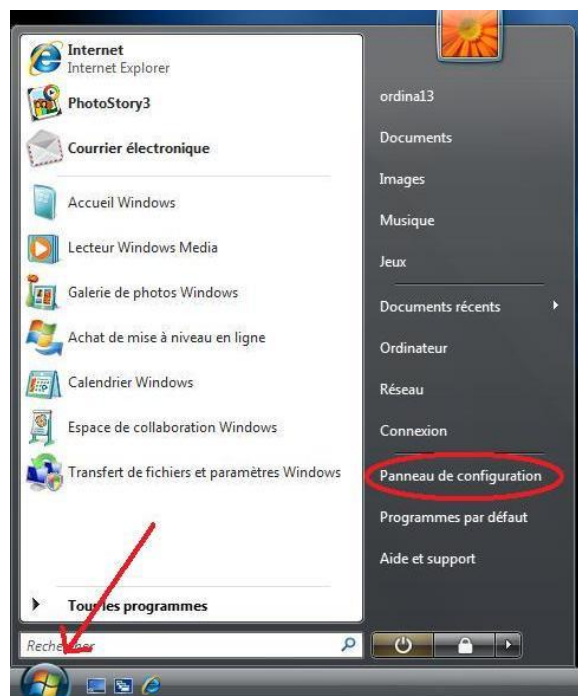 Internet
Internet Explorer
PhotoStory3
Courrier électronique
Accueil Windows
Lecteur Windows Media
Galerie de photos Windows
Achat de mise à niveau en ligne
Calendrier Windows
Espace de collaboration Windows
Transfert de fichiers et paramètres Windows
Tous les programmes
Rechercher
ordina13
Documents
Images
Musique
Jeux
Documents récents
Ordinateur
Réseau
Connexion
Panneau de configuration
Programmes par défaut
Aide et support